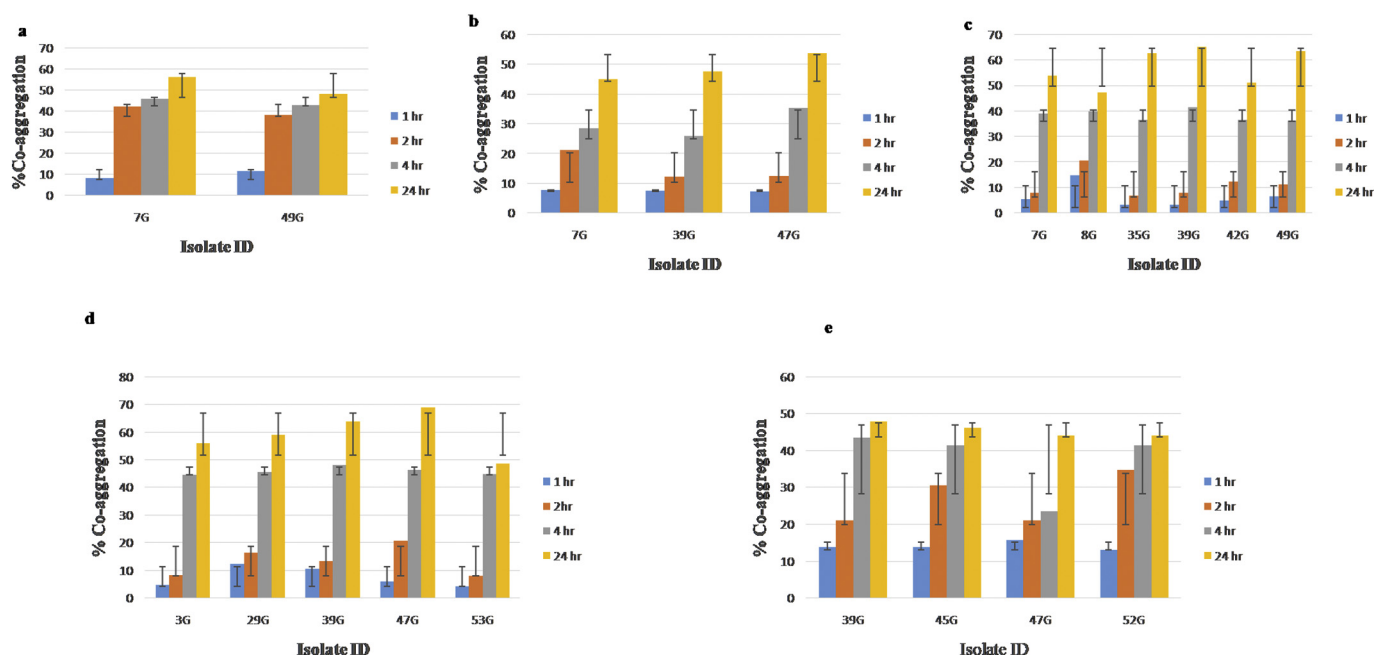 a
%Co-aggregation
70
60
50
40
30
20
10
0
7G 49G
Isolate ID
1 hr
2 hr
4 hr
24 hr
b
% Co-aggregation
60
50
40
30
20
10
0
7G 39G 47G
Isolate ID
1 hr
2 hr
4 hr
24 hr
c
% Co-aggregation
70
60
50
40
30
20
10
0
7G 8G 35G 39G 42G 49G
Isolate ID
1 hr
2 hr
4 hr
24 hr
d
% Co-aggregation
80
70
60
50
40
30
20
10
0
3G 29G 39G 47G 53G
Isolate ID
1 hr
2hr
4 hr
24 hr
e
% Co-aggregation
60
50
40
30
20
10
0
39G 45G 47G 52G
Isolate ID
1 hr
2 hr
4 hr
24 hr